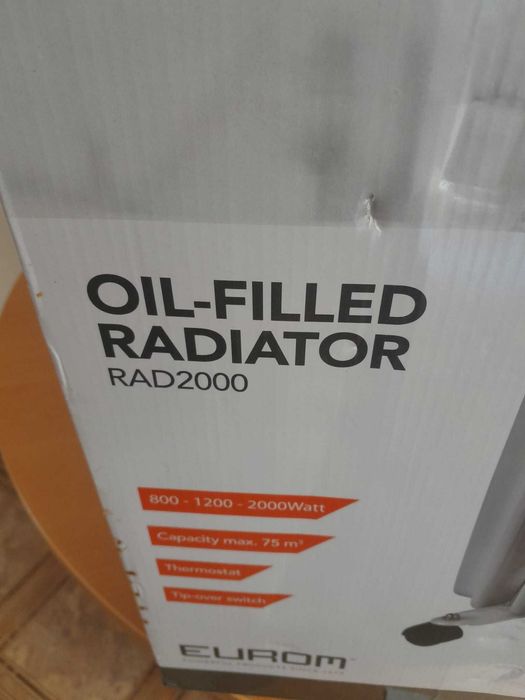 OIL-FILLED
RADIATOR
RAD2000
800 - 1200 - 2000Watt
Capacity max. 75 m³
Thermostat
Tip-over switch
EUROM